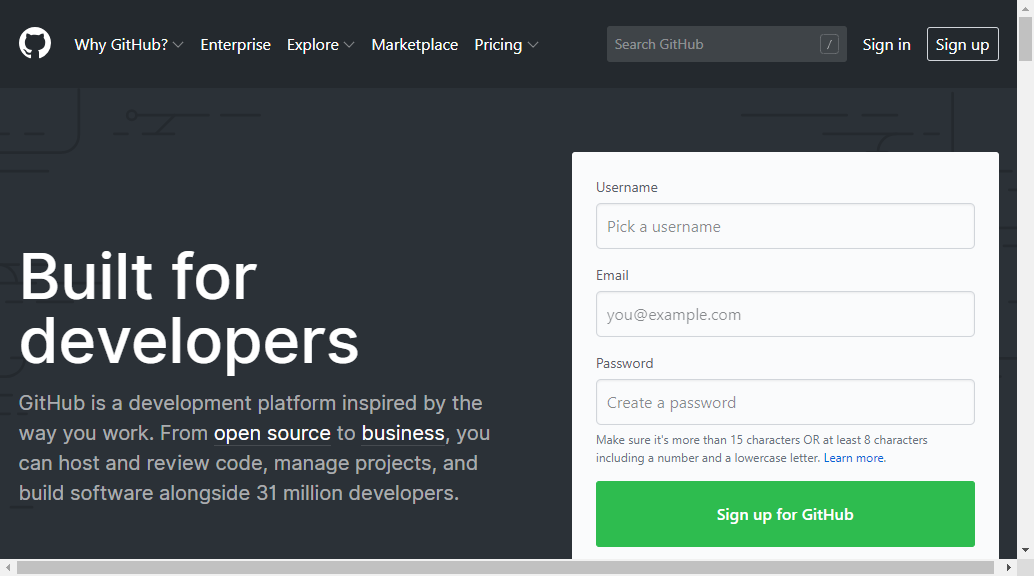 Why GitHub? Enterprise Explore Marketplace Pricing Search GitHub / Sign in Sign up
Built for
developers
GitHub is a development platform inspired by the
way you work. From open source to business, you
can host and review code, manage projects, and
build software alongside 31 million developers.
Username
Pick a username
Email
you@example.com
Password
Create a password
Make sure it's more than 15 characters OR at least 8 characters
including a number and a lowercase letter. Learn more.
Sign up for GitHub